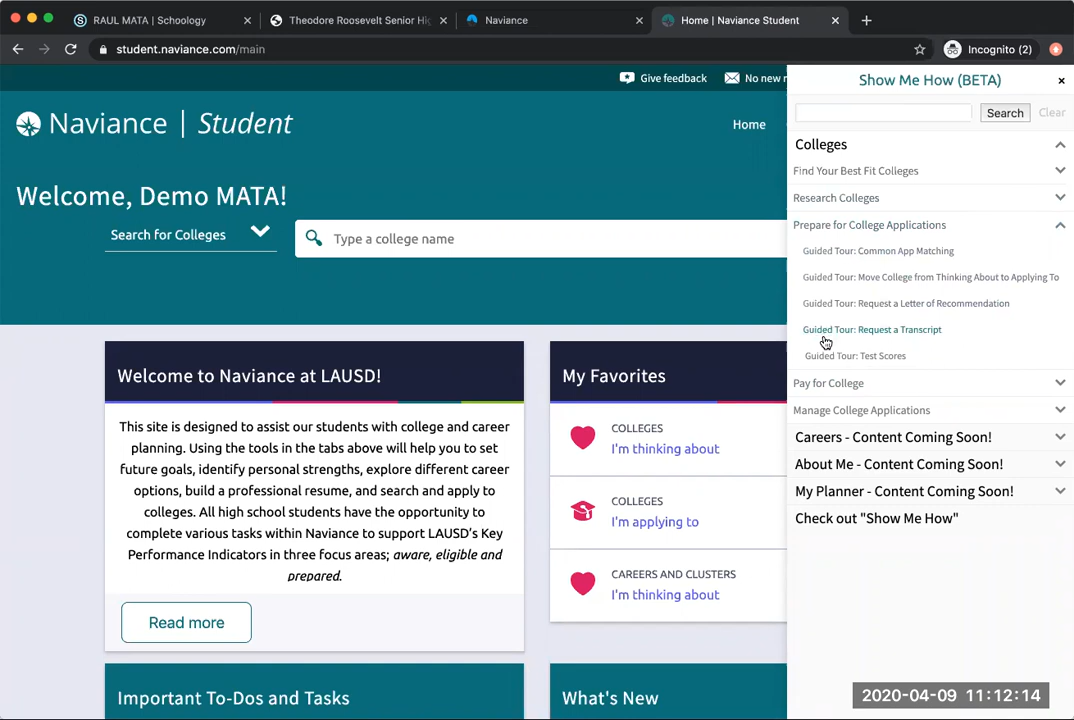 RAUL MATA | Schoology
Theodore Roosevelt Senior Hig
Naviance
Home | Naviance Student
student.naviance.com/main
Incognito (2)
Give feedback
No new
Naviance | Student
Home
Welcome, Demo MATA!
Search for Colleges
Type a college name
Welcome to Naviance at LAUSD!
This site is designed to assist our students with college and career
planning. Using the tools in the tabs above will help you to set
future goals, identify personal strengths, explore different career
options, build a professional resume, and search and apply to
colleges. All high school students have the opportunity to
complete various tasks within Naviance to support LAUSD's Key
Performance Indicators in three focus areas; aware, eligible and
prepared.
Read more
Important To-Dos and Tasks
My Favorites
COLLEGES
I'm thinking about
COLLEGES
I'm applying to
CAREERS AND CLUSTERS
I'm thinking about
What's New
Show Me How (BETA)
Search
Clear
Colleges
Find Your Best Fit Colleges
Research Colleges
Prepare for College Applications
Guided Tour: Common App Matching
Guided Tour: Move College from Thinking About to Applying To
Guided Tour: Request a Letter of Recommendation
Guided Tour: Request a Transcript
Guided Tour: Test Scores
Pay for College
Manage College Applications
Careers - Content Coming Soon!
About Me - Content Coming Soon!
My Planner - Content Coming Soon!
Check out "Show Me How"
2020-04-09 11:12:14